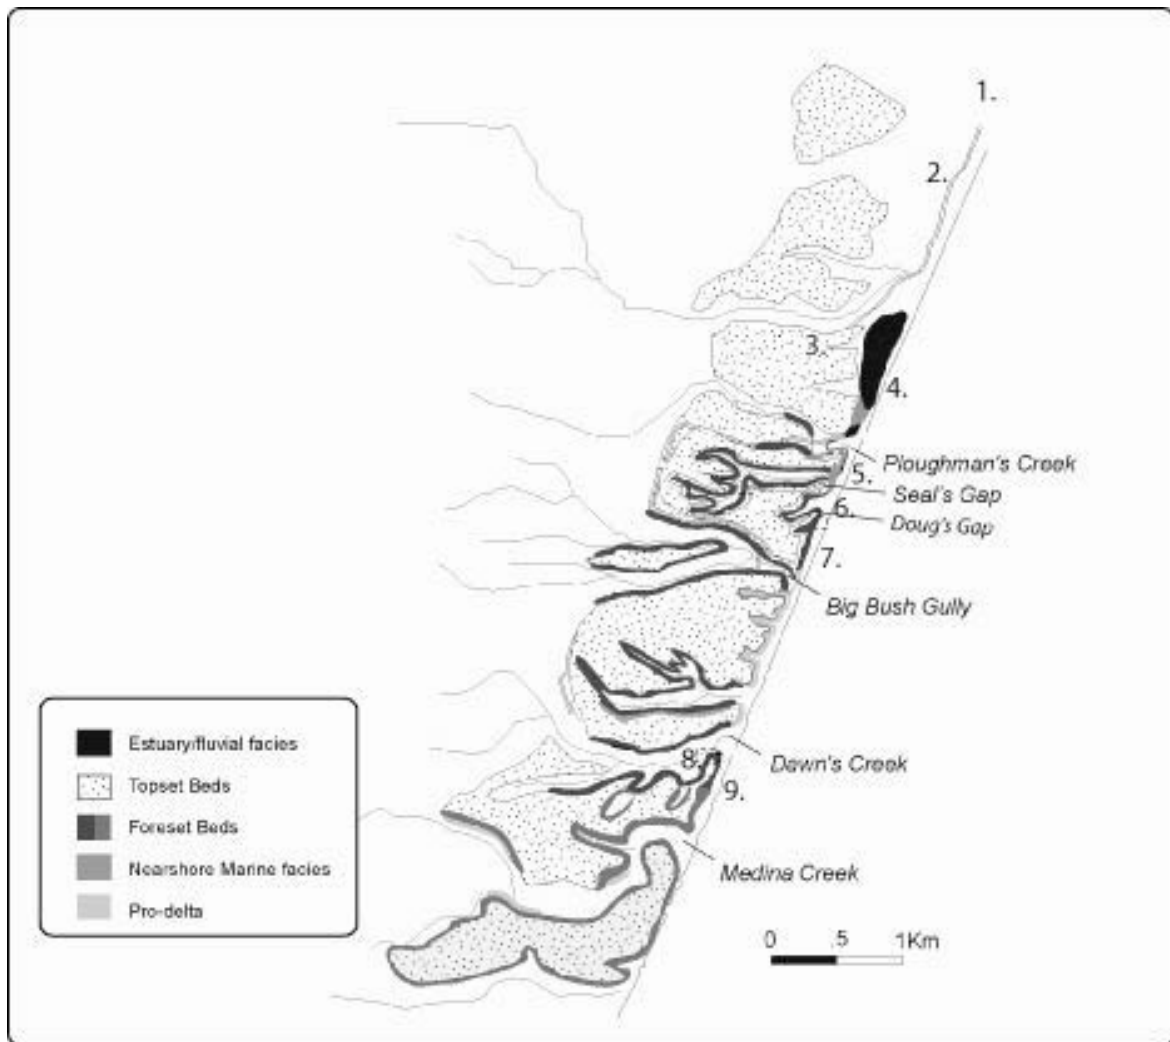 1.
2.
3.
4.
Ploughman's Creek
5.
Seal's Gap
6.
Doug's Gap
7.
Big Bush Gully
8.
Dawn's Creek
9.
Medina Creek
Estuary/fluvial facies
Topset Beds
Foreset Beds
Nearshore Marine facies
Pro-delta
0 .5 1Km